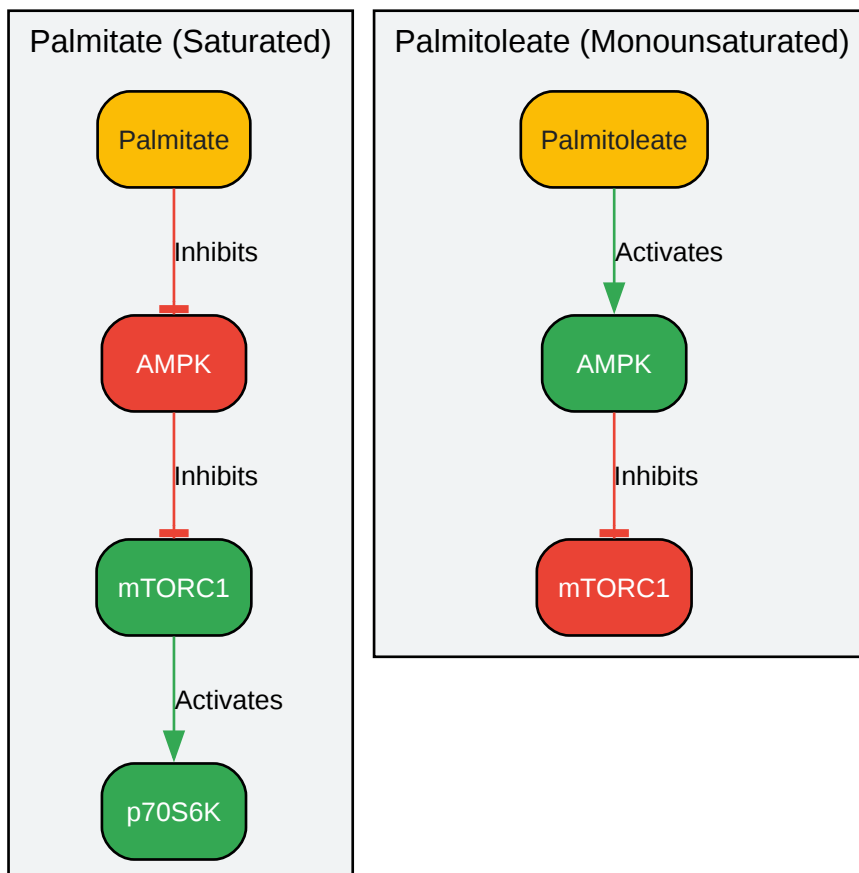 Palmitate (Saturated)
Palmitate
Inhibits
AMPK
Inhibits
mTORC1
Activates
p70S6K
Palmitoleate (Monounsaturated)
Palmitoleate
Activates
AMPK
Inhibits
mTORC1